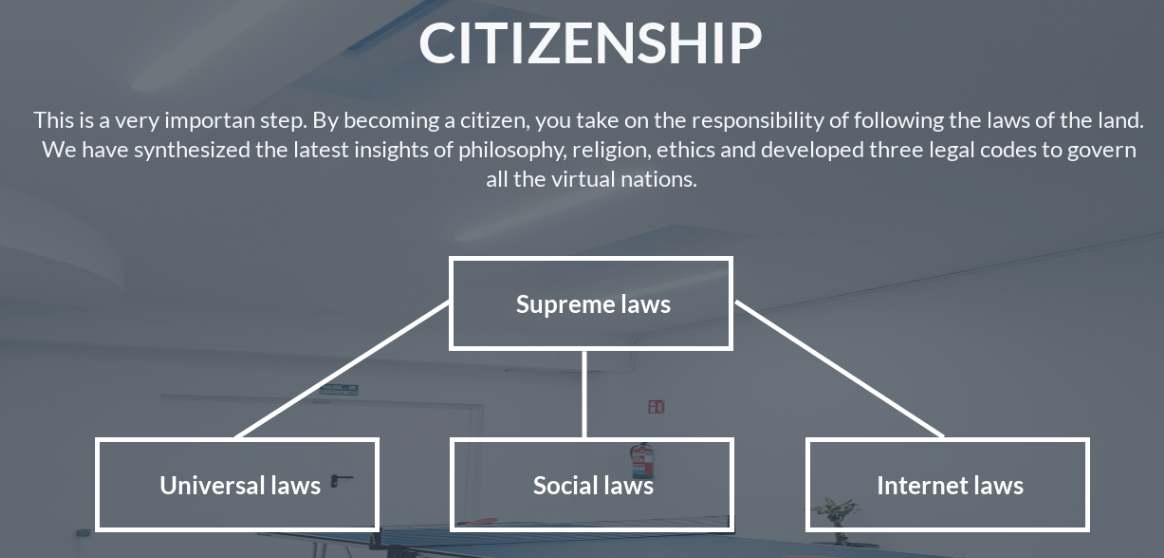 CITIZENSHIP
This is a very importan step. By becoming a citizen, you take on the responsibility of following the laws of the land.
We have synthesized the latest insights of philosophy, religion, ethics and developed three legal codes to govern
all the virtual nations.
Supreme laws
Universal laws
Social laws
Internet laws